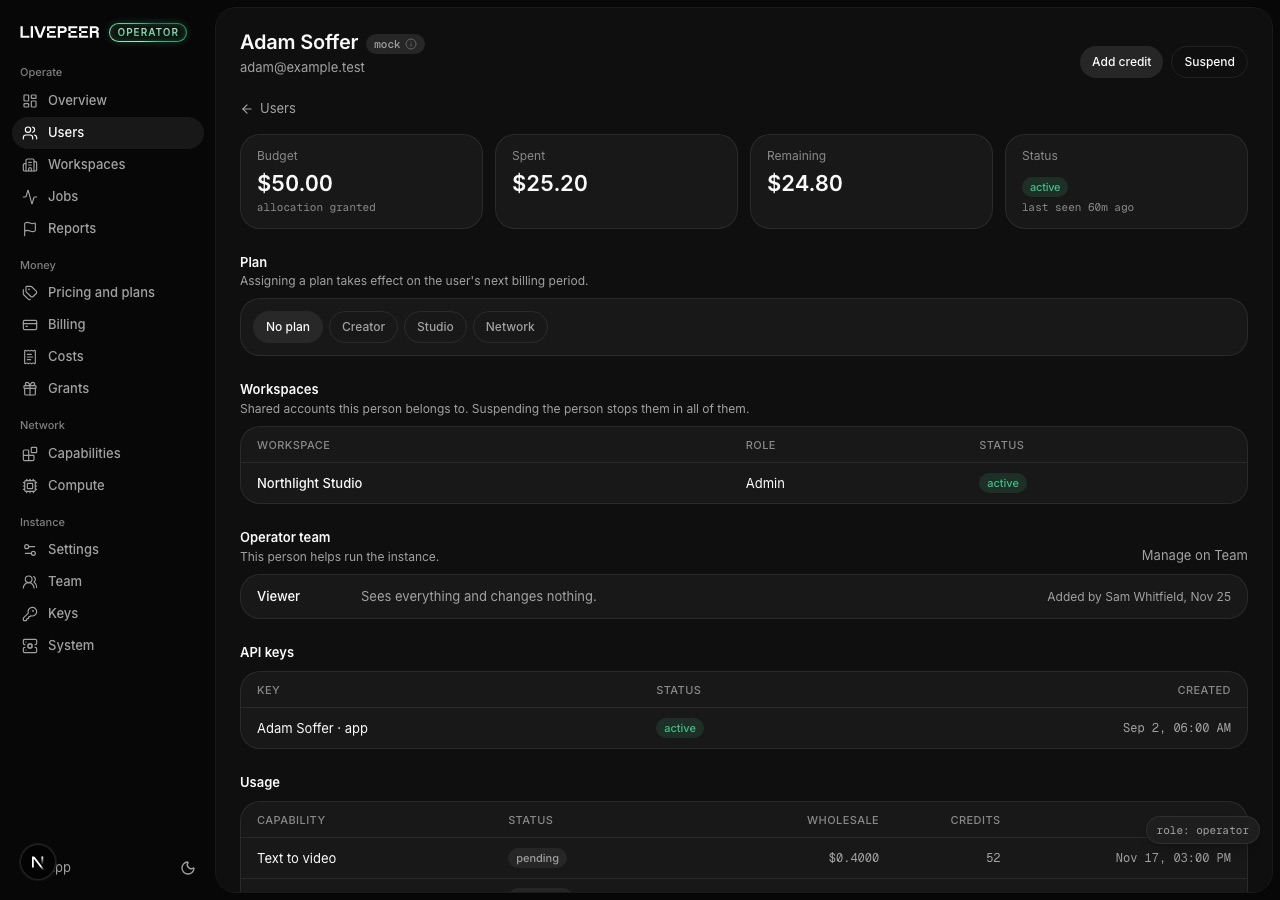 LIVEPEER OPERATOR
Operate
Overview
Users
Workspaces
Jobs
Reports
Money
Pricing and plans
Billing
Costs
Grants
Network
Capabilities
Compute
Instance
Settings
Team
Keys
System
N
pp
Adam Soffer mock
adam@example.test
Add credit Suspend
Users
Budget
$50.00
allocation granted
Spent
$25.20
Remaining
$24.80
Status
active
last seen 60m ago
Plan
Assigning a plan takes effect on the user's next billing period.
No plan Creator Studio Network
Workspaces
Shared accounts this person belongs to. Suspending the person stops them in all of them.
WORKSPACE ROLE STATUS
Northlight Studio Admin active
Operator team
This person helps run the instance.
Manage on Team
Viewer Sees everything and changes nothing. Added by Sam Whitfield, Nov 25
API keys
KEY STATUS CREATED
Adam Soffer · app active Sep 2, 06:00 AM
Usage
CAPABILITY STATUS WHOLESALE CREDITS
role: operator
Text to video pending $0.4000 52 Nov 17, 03:00 PM